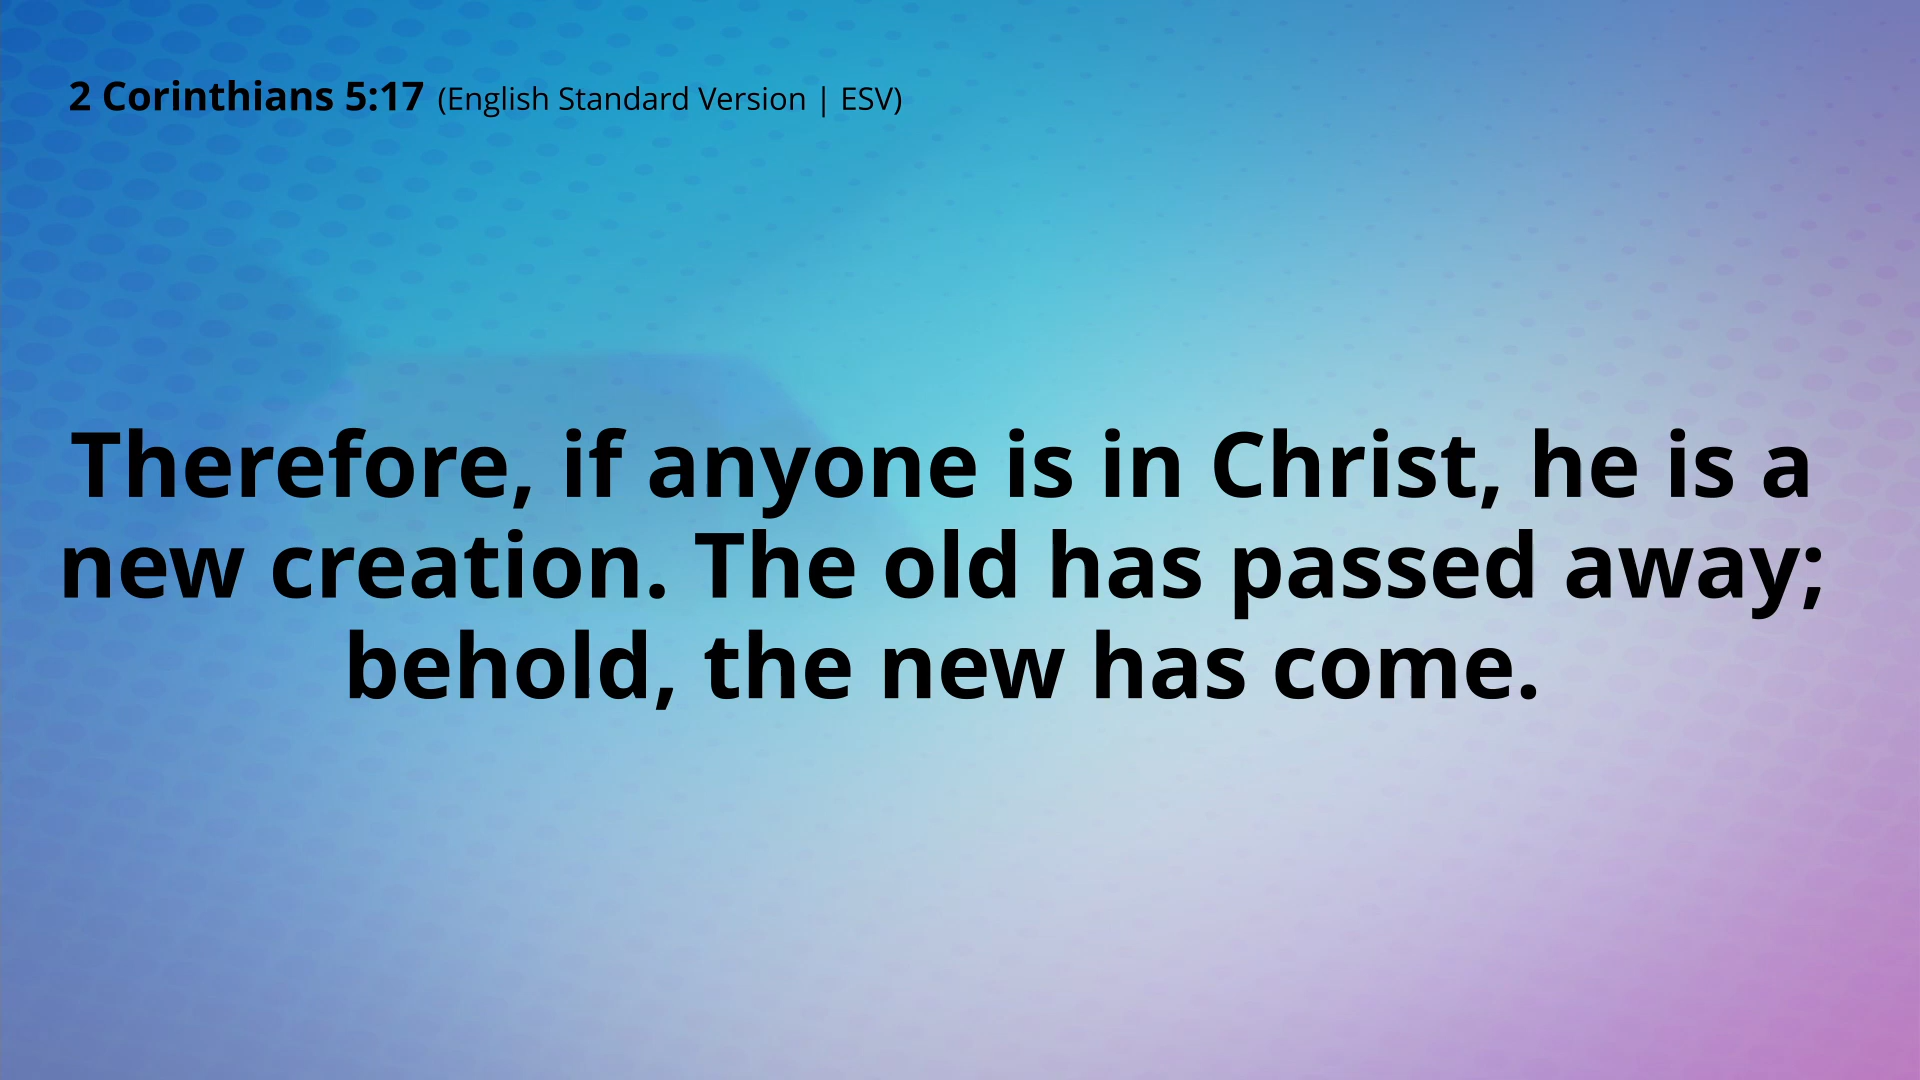 2 Corinthians 5:17 (English Standard Version | ESV)
Therefore, if anyone is in Christ, he is a
new creation. The old has passed away;
behold, the new has come.